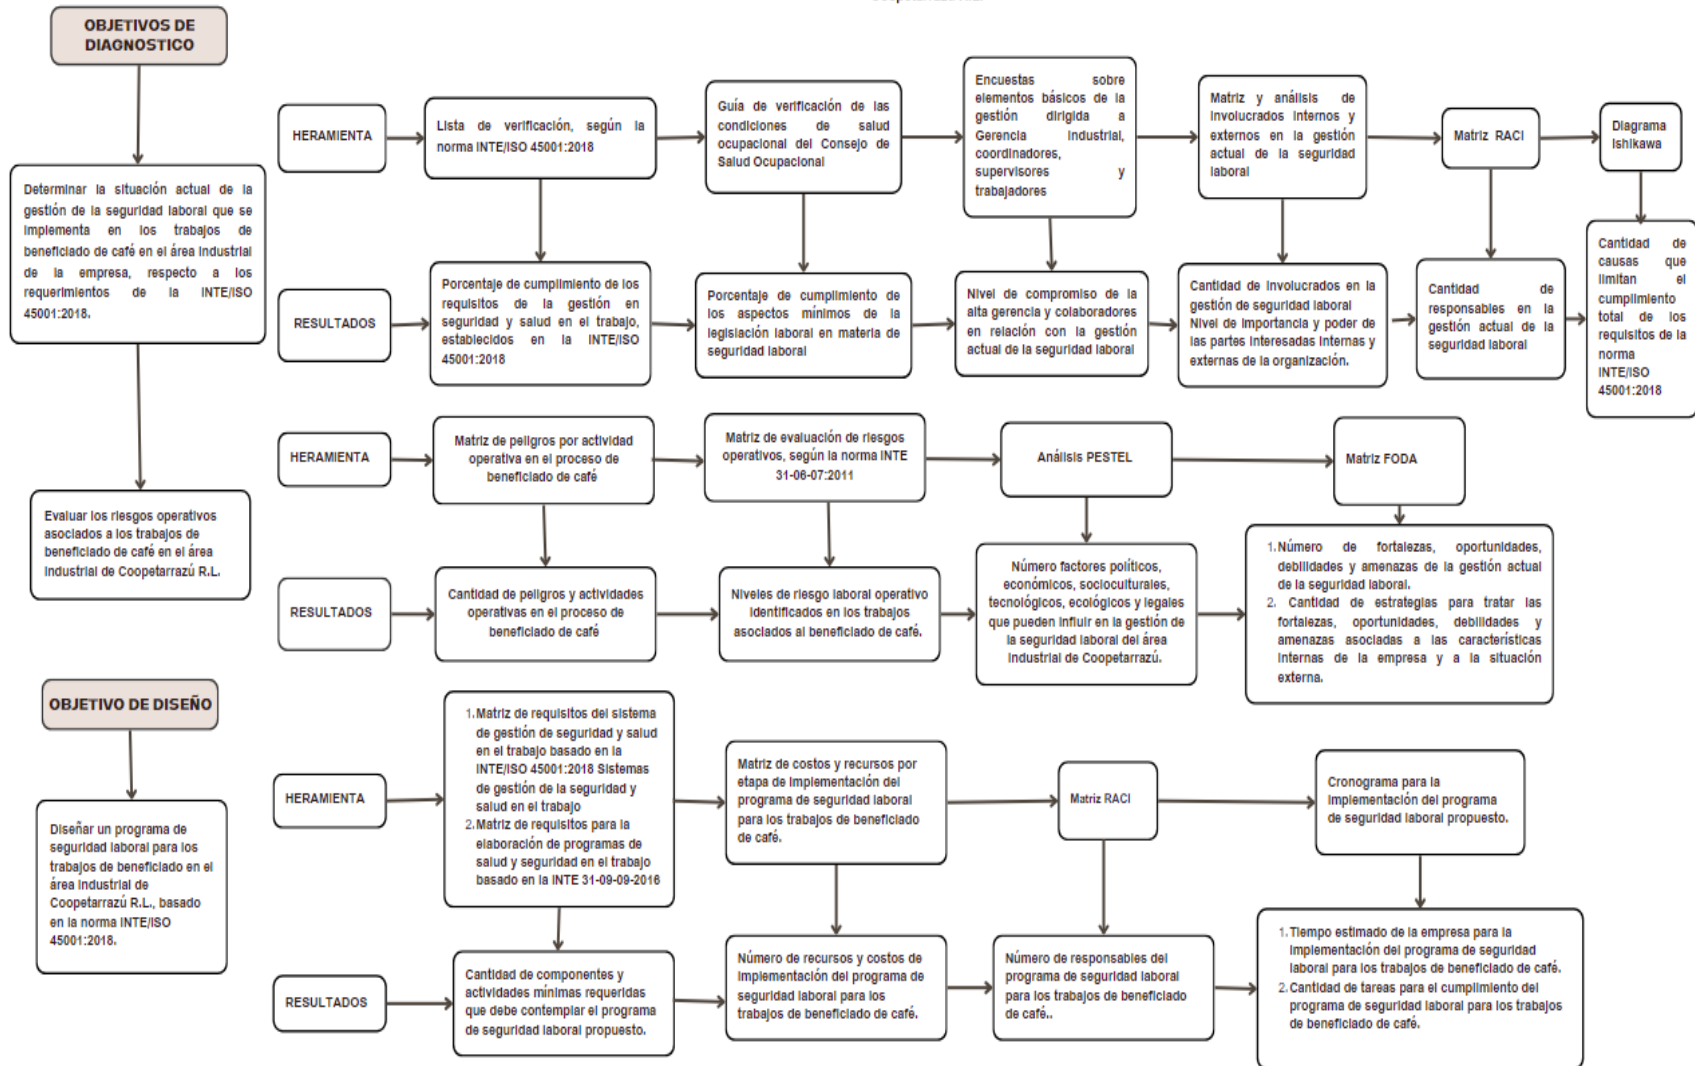 OBJETIVOS DE
DIAGNOSTICO
Determinar la situación actual de la
gestión de la seguridad laboral que se
implementa en los trabajos de
beneficiado de café en el área industrial
de la empresa, respecto a los
requerimientos de la INTE/ISO
45001:2018.
Evaluar los riesgos operativos
asociados a los trabajos de
beneficiado de café en el área
industrial de Coopetarrazú R.L.
HERAMIENTA
Lista de verificación, según la
norma INTE/ISO 45001:2018
Guía de verificación de las
condiciones de salud
ocupacional del Consejo de
Salud Ocupacional
Encuestas sobre
elementos básicos de la
gestión dirigida a
Gerencia Industrial,
coordinadores,
supervisores y
trabajadores
Matriz y análisis de
involucrados internos y
externos en la gestión
actual de la seguridad
laboral
Matriz RACI
Diagrama
Ishikawa
RESULTADOS
Porcentaje de cumplimiento de los
requisitos de la gestión en
seguridad y salud en el trabajo,
establecidos en la INTE/ISO
45001:2018
Porcentaje de cumplimiento de
los aspectos mínimos de la
legislación laboral en materia de
seguridad laboral
Nivel de compromiso de la
alta gerencia y colaboradores
en relación con la gestión
actual de la seguridad laboral
Cantidad de involucrados en la
gestión de seguridad laboral
Nivel de importancia y poder de
las partes interesadas internas y
externas de la organización.
Cantidad de
responsables en la
gestión actual de la
seguridad laboral
Cantidad de
causas que
limitan el
cumplimiento
total de los
requisitos de la
norma
INTE/ISO
45001:2018
HERAMIENTA
Matriz de peligros por actividad
operativa en el proceso de
beneficiado de café
Matriz de evaluación de riesgos
operativos, según la norma INTE
31-06-07:2011
Análisis PESTEL
Matriz FODA
RESULTADOS
Cantidad de peligros y actividades
operativas en el proceso de
beneficiado de café
Niveles de riesgo laboral operativo
identificados en los trabajos
asociados al beneficiado de café.
Número factores políticos,
económicos, socioculturales,
tecnológicos, ecológicos y legales
que pueden influir en la gestión de
la seguridad laboral del área
industrial de Coopetarrazú.
1. Número de fortalezas, oportunidades,
debilidades y amenazas de la gestión actual
de la seguridad laboral.
2. Cantidad de estrategias para tratar las
fortalezas, oportunidades, debilidades y
amenazas asociadas a las características
internas de la empresa y a la situación
externa.
OBJETIVO DE DISEÑO
Diseñar un programa de
seguridad laboral para los
trabajos de beneficiado en el
área industrial de
Coopetarrazú R.L., basado
en la norma INTE/ISO
45001:2018.
HERAMIENTA
1. Matriz de requisitos del sistema
de gestión de seguridad y salud
en el trabajo basado en la
INTE/ISO 45001:2018 Sistemas
de gestión de la seguridad y
salud en el trabajo
2. Matriz de requisitos para la
elaboración de programas de
salud y seguridad en el trabajo
basado en la INTE 31-09-09-2016
Matriz de costos y recursos por
etapa de implementación del
programa de seguridad laboral
para los trabajos de beneficiado
de café.
Matriz RACI
Cronograma para la
implementación del programa
de seguridad laboral propuesto.
RESULTADOS
Cantidad de componentes y
actividades mínimas requeridas
que debe contemplar el programa
de seguridad laboral propuesto.
Número de recursos y costos de
implementación del programa de
seguridad laboral para los
trabajos de beneficiado de café.
Número de responsables del
programa de seguridad laboral
para los trabajos de beneficiado
de café..
1. Tiempo estimado de la empresa para la
implementación del programa de seguridad
laboral para los trabajos de beneficiado de café.
2. Cantidad de tareas para el cumplimiento del
programa de seguridad laboral para los trabajos
de beneficiado de café.